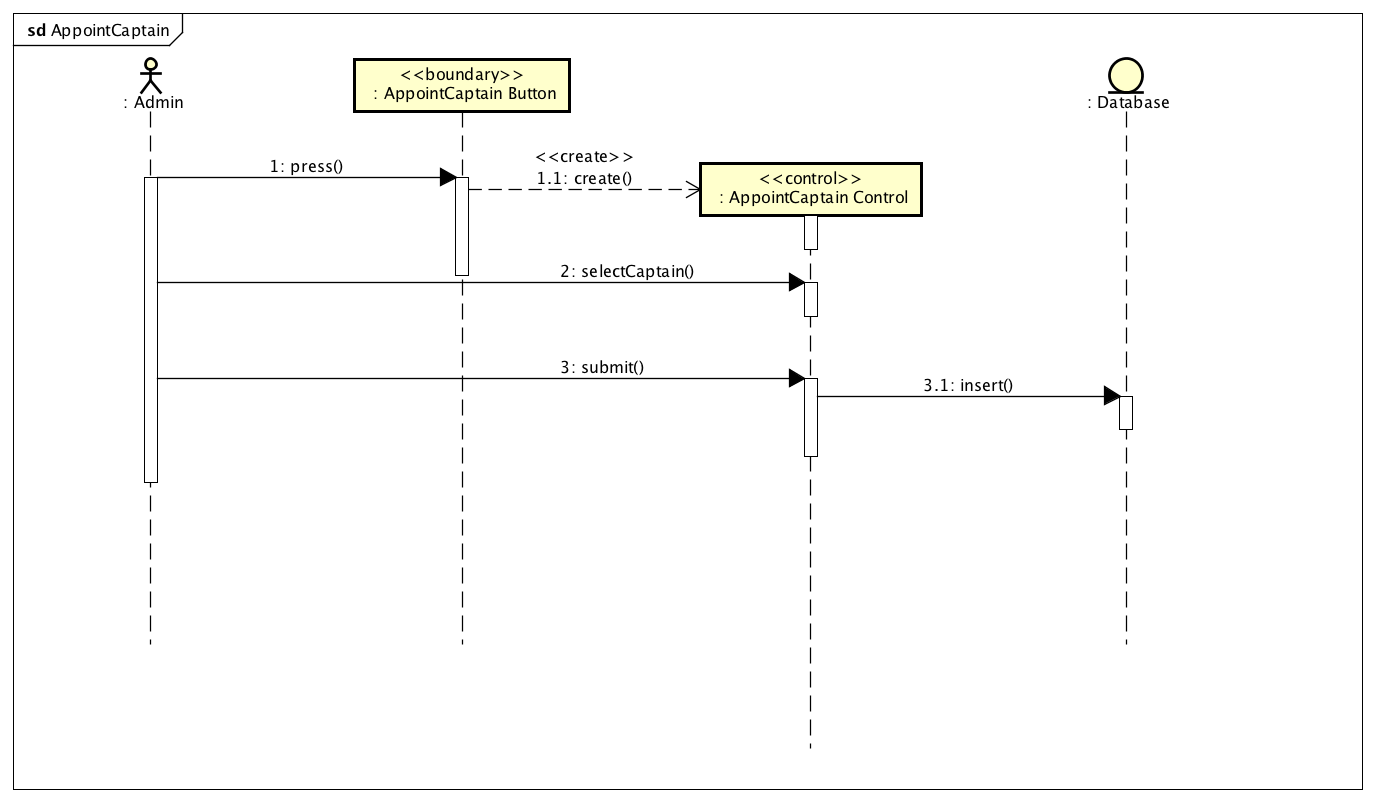 sd AppointCaptain
: Admin
<<boundary>>
: AppointCaptain Button
: Database
1: press()
<<create>>
1.1: create()
<<control>>
: AppointCaptain Control
2: selectCaptain()
3: submit()
3.1: insert()